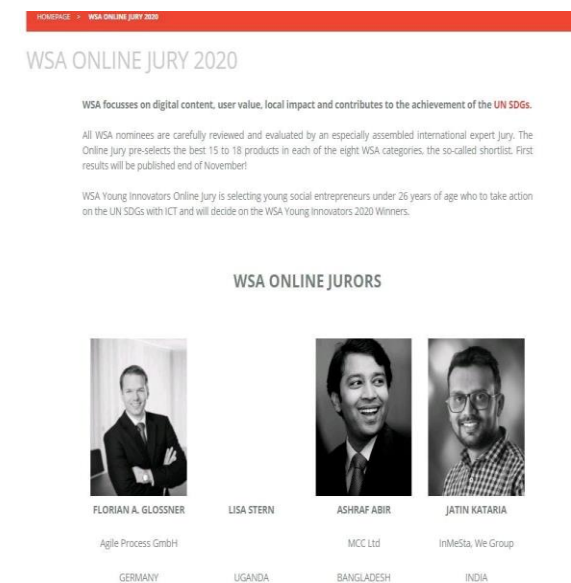 HOMEPAGE > WSA ONLINE JURY 2020
WSA ONLINE JURY 2020
WSA focusses on digital content, user value, local impact and contributes to the achievement of the UN SDGs.
All WSA nominees are carefully reviewed and evaluated by an especially assembled international expert Jury. The
Online Jury pre-selects the best 15 to 18 products in each of the eight WSA categories, the so-called shortlist. First
results will be published end of November!
WSA Young Innovators Online Jury is selecting young social entrepreneurs under 26 years of age who to take action
on the UN SDGs with ICT and will decide on the WSA Young Innovators 2020 Winners.
WSA ONLINE JURORS
FLORIAN A. GLOSSNER LISA STERN ASHRAF ABIR JATIN KATARIA
Agile Process GmbH MCC Ltd InMeSta, We Group
GERMANY UGANDA BANGLADESH INDIA